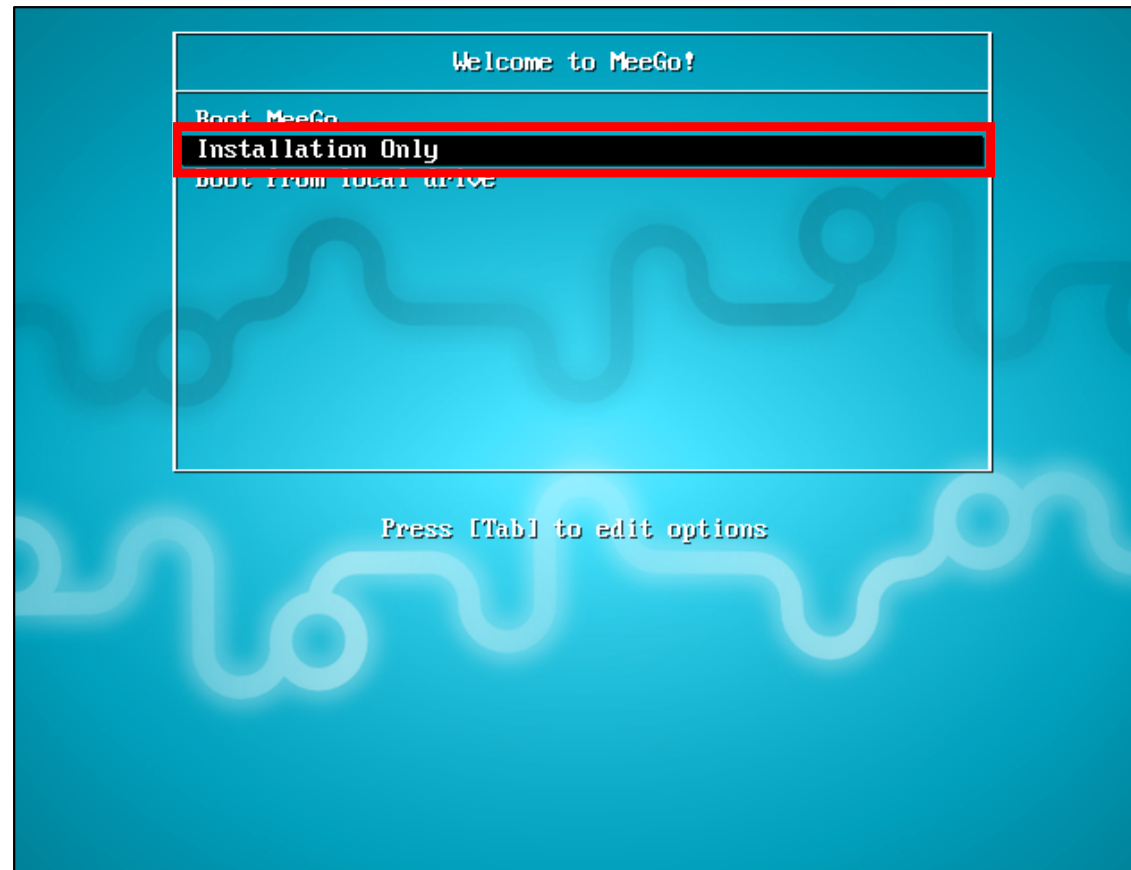 Welcome to MeeGo!
Boot MeeGo
Installation Only
Boot from local drive
Press [Tab] to edit options